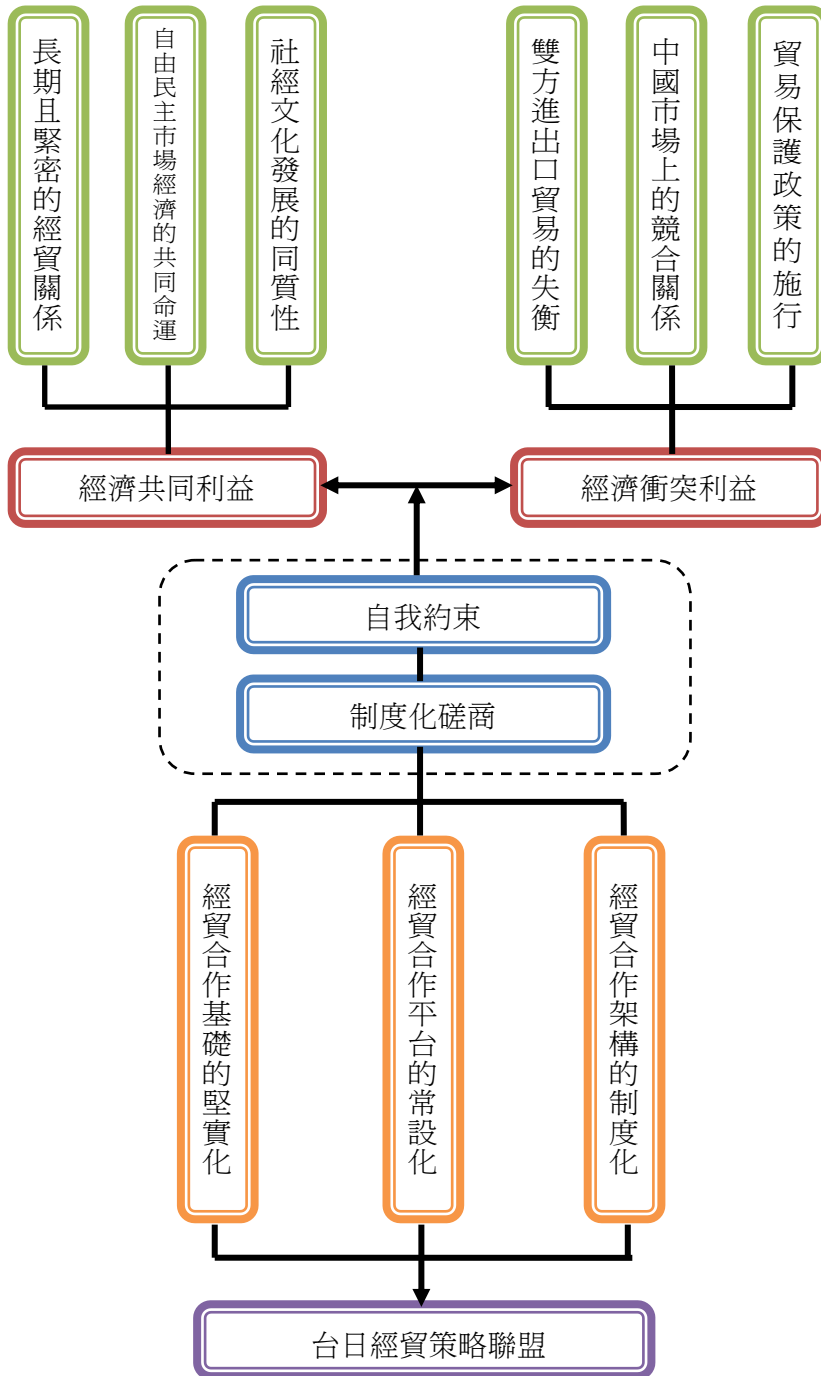 長期且緊密的經貿關係
自由民主市場經濟的共同命運
社經文化發展的同質性
雙方進出口貿易的失衡
中國市場上的競合關係
貿易保護政策的施行
經濟共同利益
經濟衝突利益
自我約束
制度化磋商
經貿合作基礎的堅實化
經貿合作平台的常設化
經貿合作架構的制度化
台日經貿策略聯盟